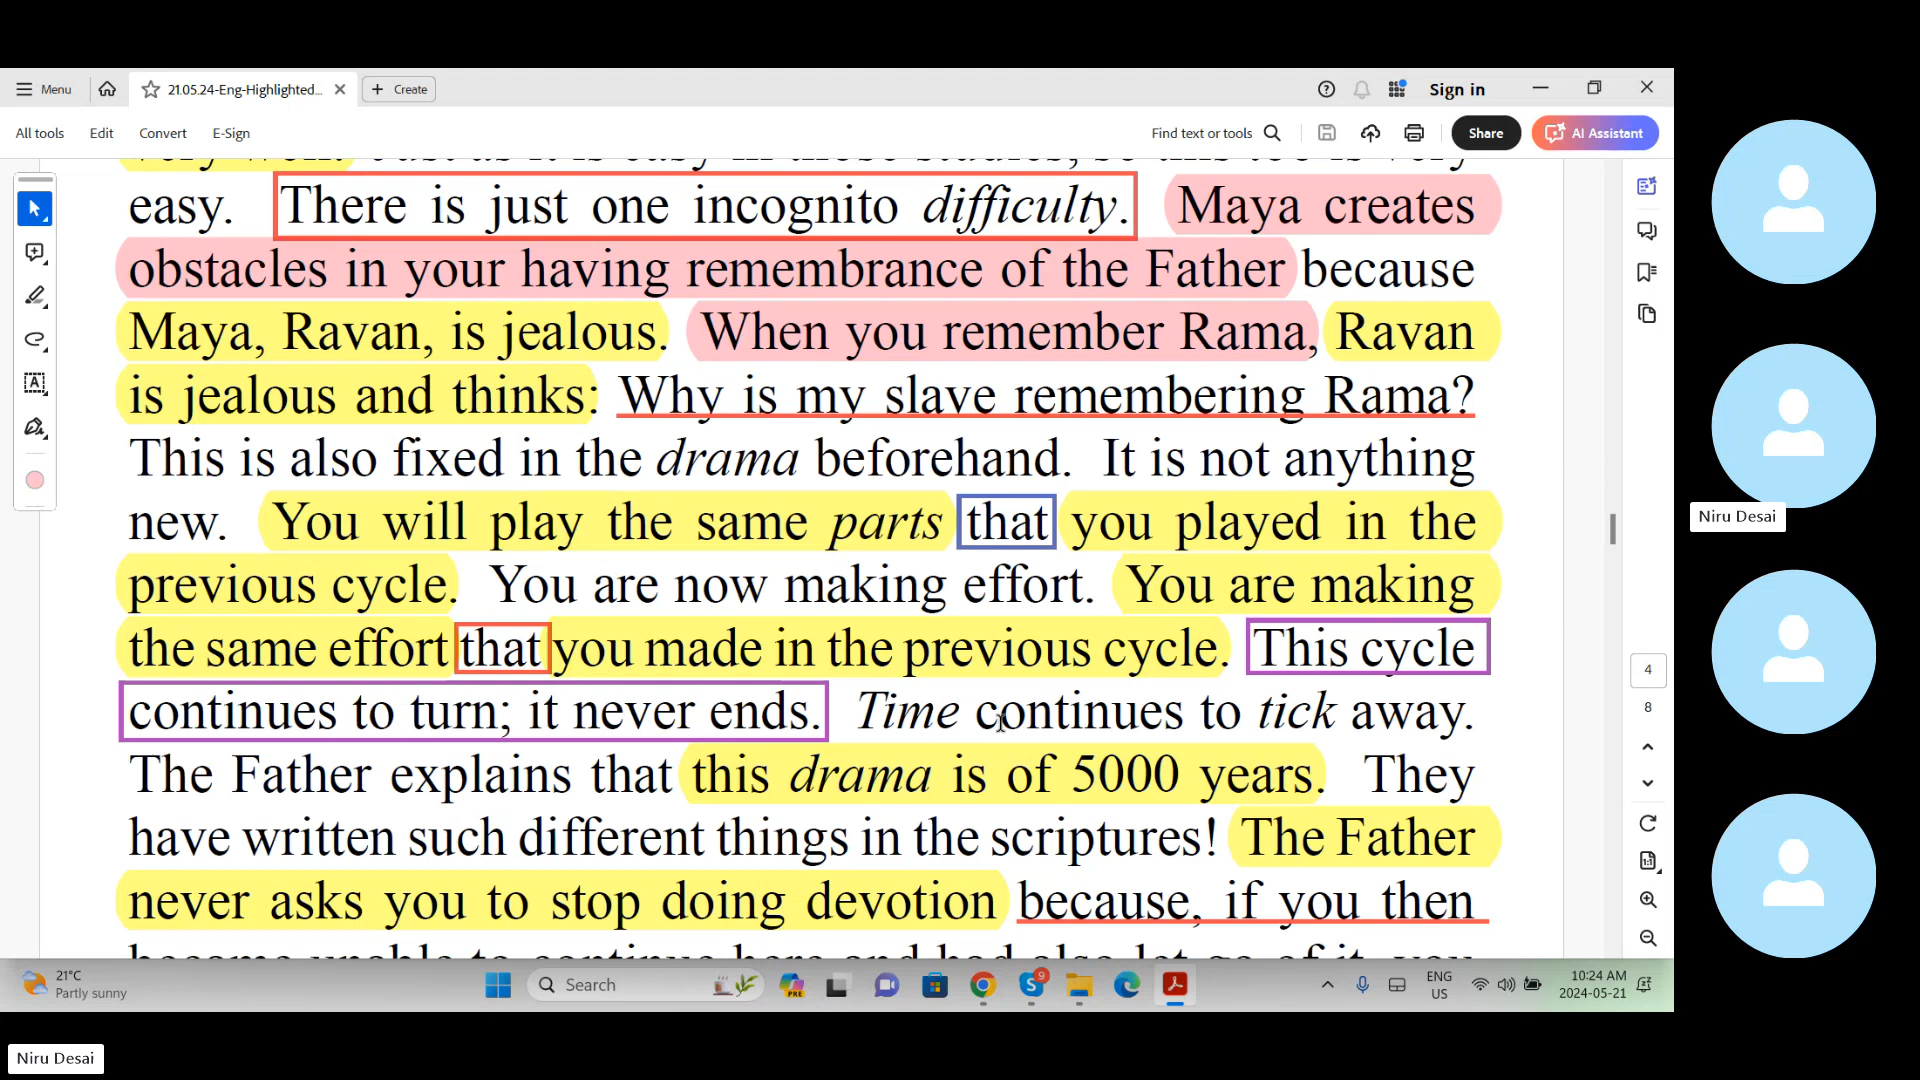 Menu
21.05.24-Eng-Highlighted...
Create
Sign in
All tools
Edit
Convert
E-Sign
Find text or tools
Share
AI Assistant
easy. There is just one incognito difficulty. Maya creates
obstacles in your having remembrance of the Father because
Maya, Ravan, is jealous. When you remember Rama, Ravan
is jealous and thinks: Why is my slave remembering Rama?
This is also fixed in the drama beforehand. It is not anything
new. You will play the same parts that you played in the
previous cycle. You are now making effort. You are making
the same effort that you made in the previous cycle. This cycle
continues to turn; it never ends. Time continues to tick away.
The Father explains that this drama is of 5000 years. They
have written such different things in the scriptures! The Father
never asks you to stop doing devotion because, if you then
4
8
Niru Desai
21°C
Partly sunny
Search
PRE
9
ENG
US
10:24 AM
2024-05-21
Niru Desai